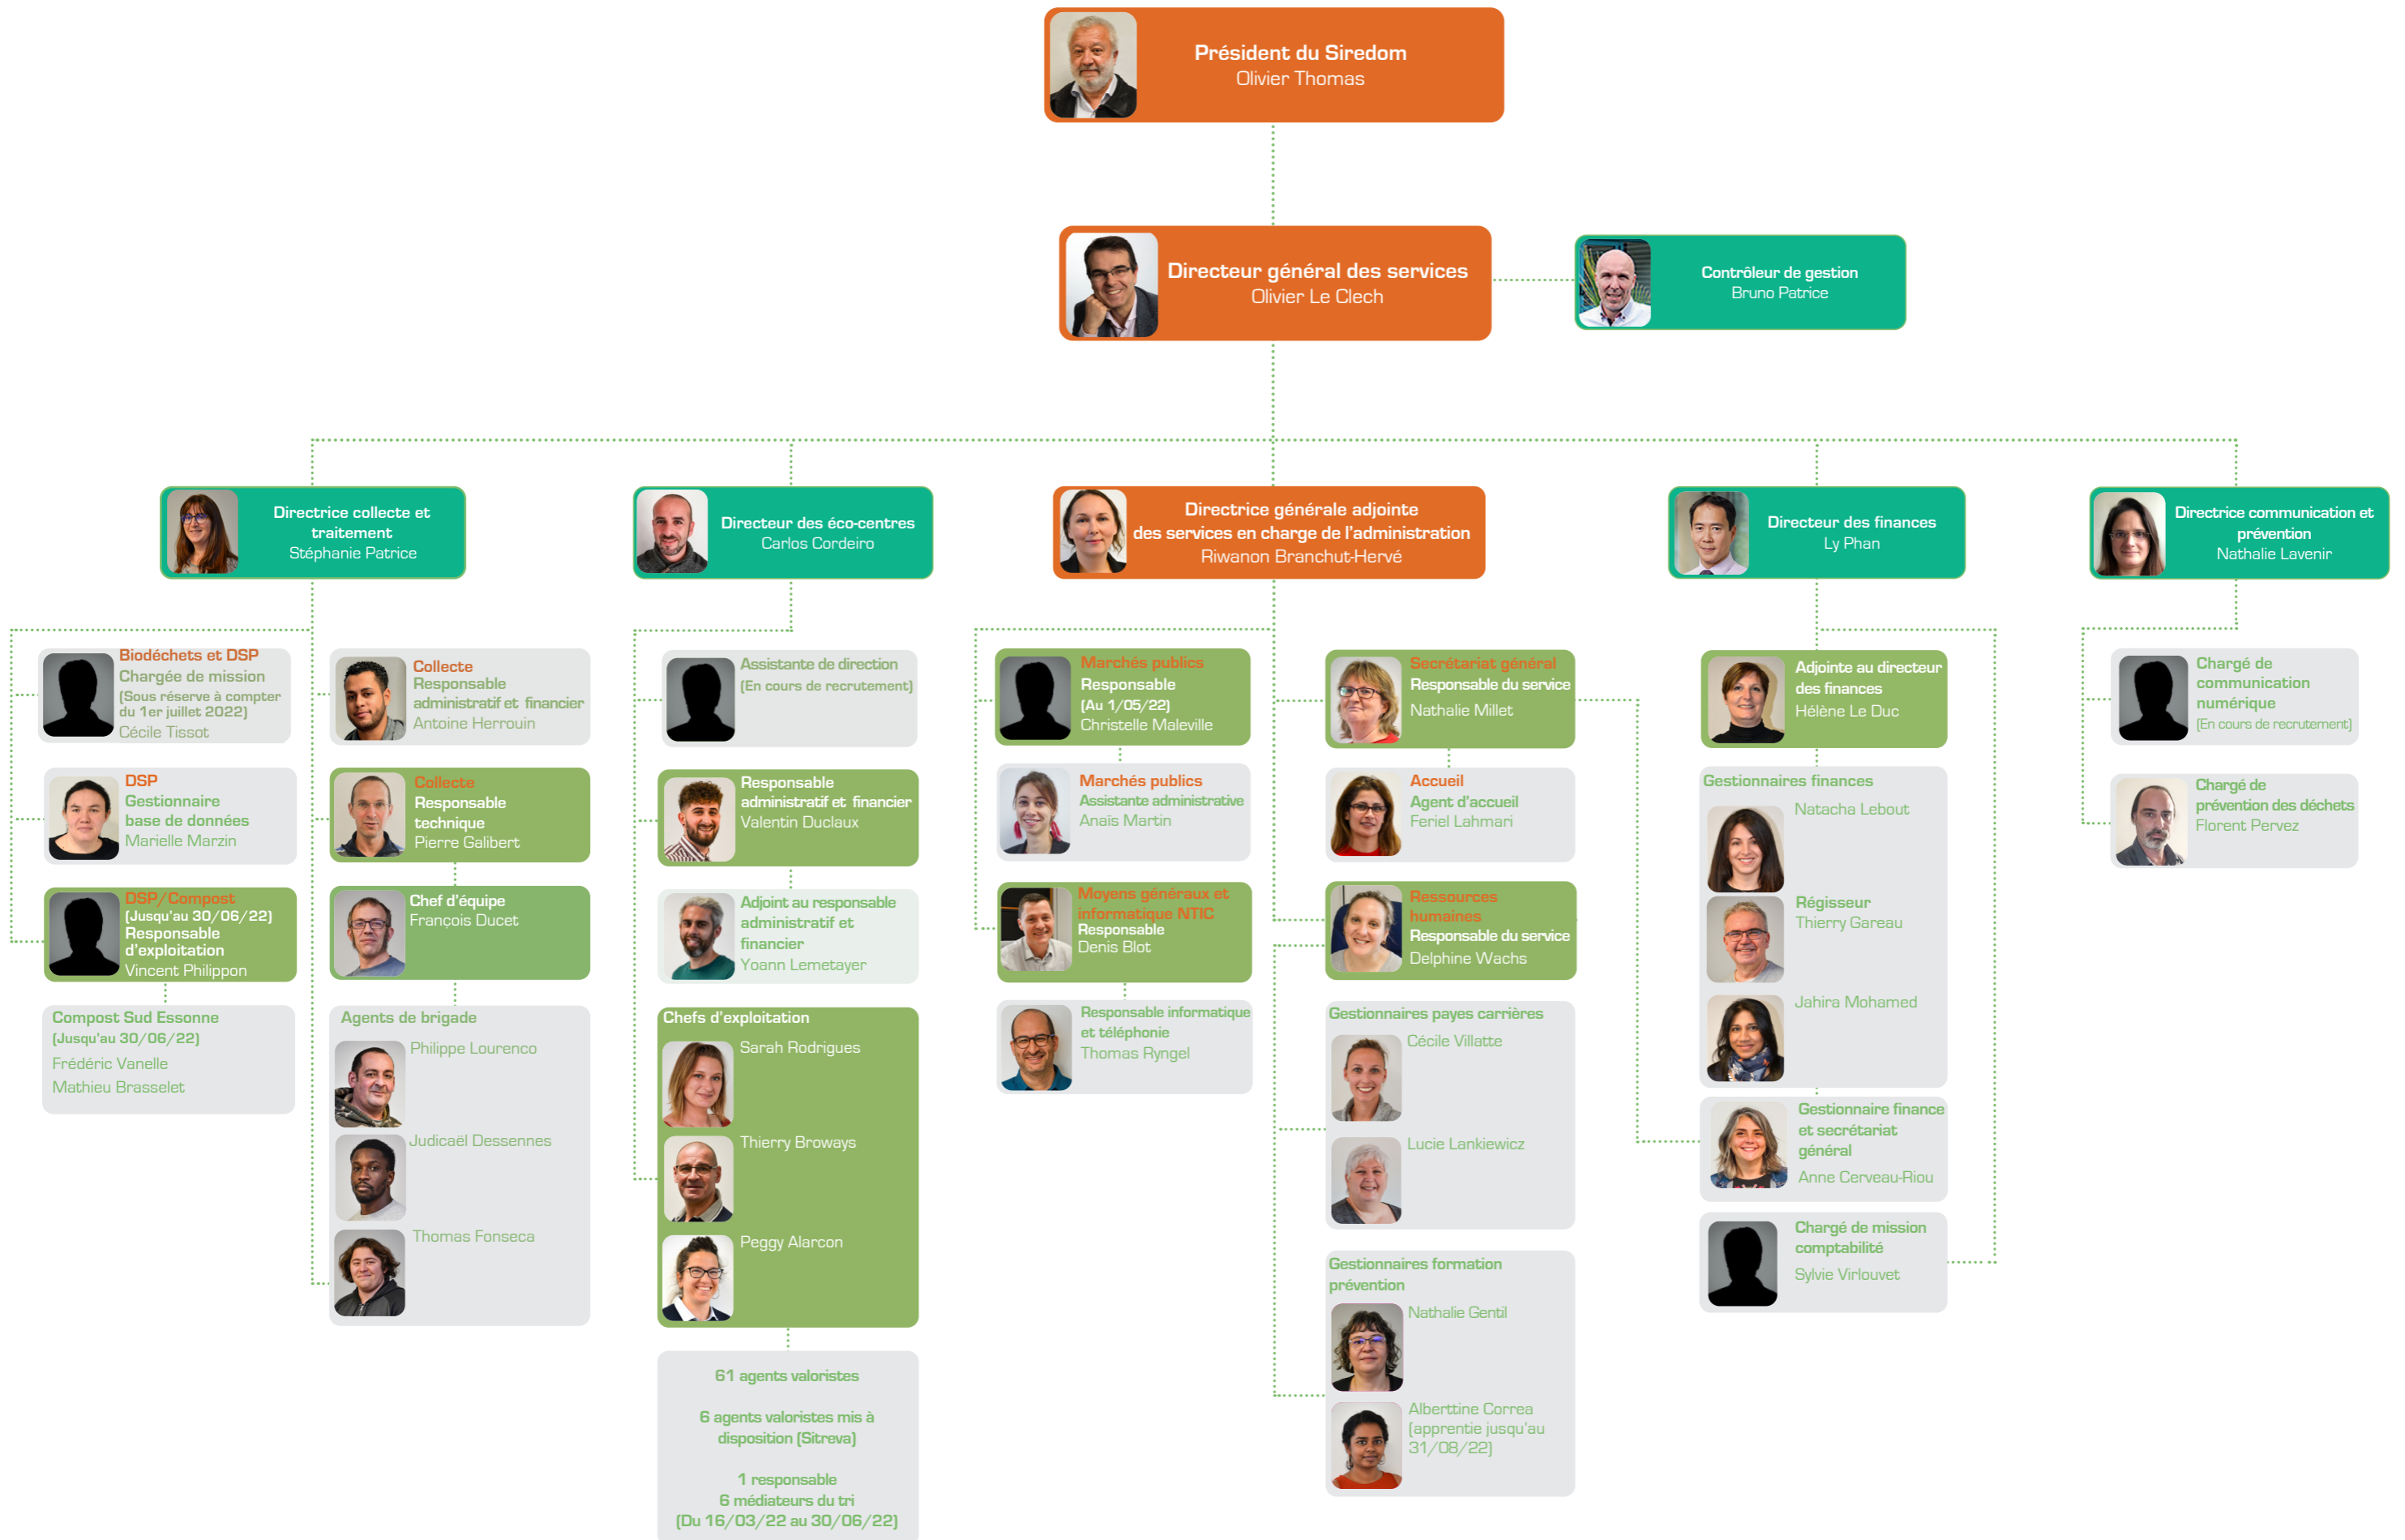 Président du Siredom
Olivier Thomas
Directeur général des services
Olivier Le Clech
Contrôleur de gestion
Bruno Patrice
Directrice collecte et
traitement
Stéphanie Patrice
Directeur des éco-centres
Carlos Cordeiro
Directrice générale adjointe
des services en charge de l'administration
Riwanon Branchut-Hervé
Directeur des finances
Ly Phan
Directrice communication et
prévention
Nathalie Lavenir
Biodéchets et DSP
Chargée de mission
(Sous réserve à compter
du 1er juillet 2022)
Cécile Tissot
DSP
Gestionnaire
base de données
Marielle Marzin
DSP/Compost
(Jusqu'au 30/06/22)
Responsable
d'exploitation
Vincent Philippon
Compost Sud Essonne
(Jusqu'au 30/06/22)
Frédéric Vanelle
Mathieu Brasselet
Collecte
Responsable
administratif et financier
Antoine Herrouin
Collecte
Responsable
technique
Pierre Galibert
Chef d'équipe
François Ducet
Agents de brigade
Philippe Lourenco
Judicaël Dessennes
Thomas Fonseca
Assistante de direction
(En cours de recrutement)
Responsable
administratif et financier
Valentin Duclaux
Adjoint au responsable
administratif et
financier
Yoann Lemetayer
Chefs d'exploitation
Sarah Rodrigues
Thierry Broways
Peggy Alarcon
61 agents valoristes
6 agents valoristes mis à
disposition (Sitreva)
1 responsable
6 médiateurs du tri
(Du 16/03/22 au 30/06/22)
Marchés publics
Responsable
(Au 1/05/22)
Christelle Maleville
Marchés publics
Assistante administrative
Anaïs Martin
Moyens généraux et
informatique NTIC
Responsable
Denis Blot
Responsable informatique
et téléphonie
Thomas Ryngel
Secrétariat général
Responsable du service
Nathalie Millet
Accueil
Agent d'accueil
Feriel Lahmari
Ressources
humaines
Responsable du service
Delphine Wachs
Gestionnaires payes carrières
Cécile Villatte
Lucie Lankiewicz
Gestionnaires formation
prévention
Nathalie Gentil
Alberttine Correa
(apprentie jusqu'au
31/08/22)
Adjointe au directeur
des finances
Hélène Le Duc
Gestionnaires finances
Natacha Lebout
Régisseur
Thierry Gareau
Jahira Mohamed
Gestionnaire finance
et secrétariat
général
Anne Cerveau-Riou
Chargé de mission
comptabilité
Sylvie Virlouvet
Chargé de
communication
numérique
(En cours de recrutement)
Chargé de
prévention des déchets
Florent Pervez